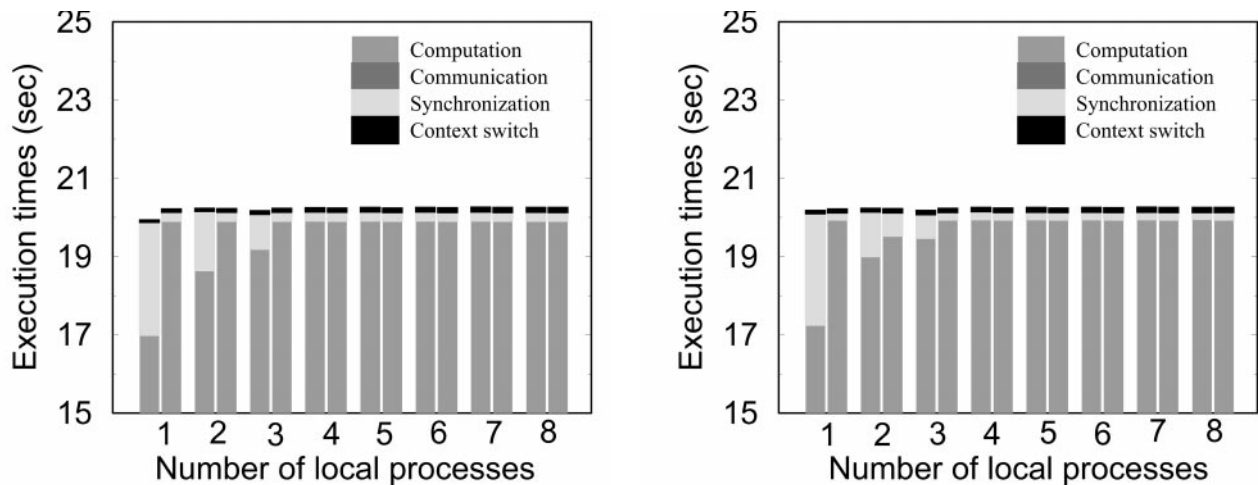 Execution times (sec)
25
23
21
19
17
15
Computation
Communication
Synchronization
Context switch
1 2 3 4 5 6 7 8
Number of local processes
Execution times (sec)
25
23
21
19
17
15
Computation
Communication
Synchronization
Context switch
1 2 3 4 5 6 7 8
Number of local processes